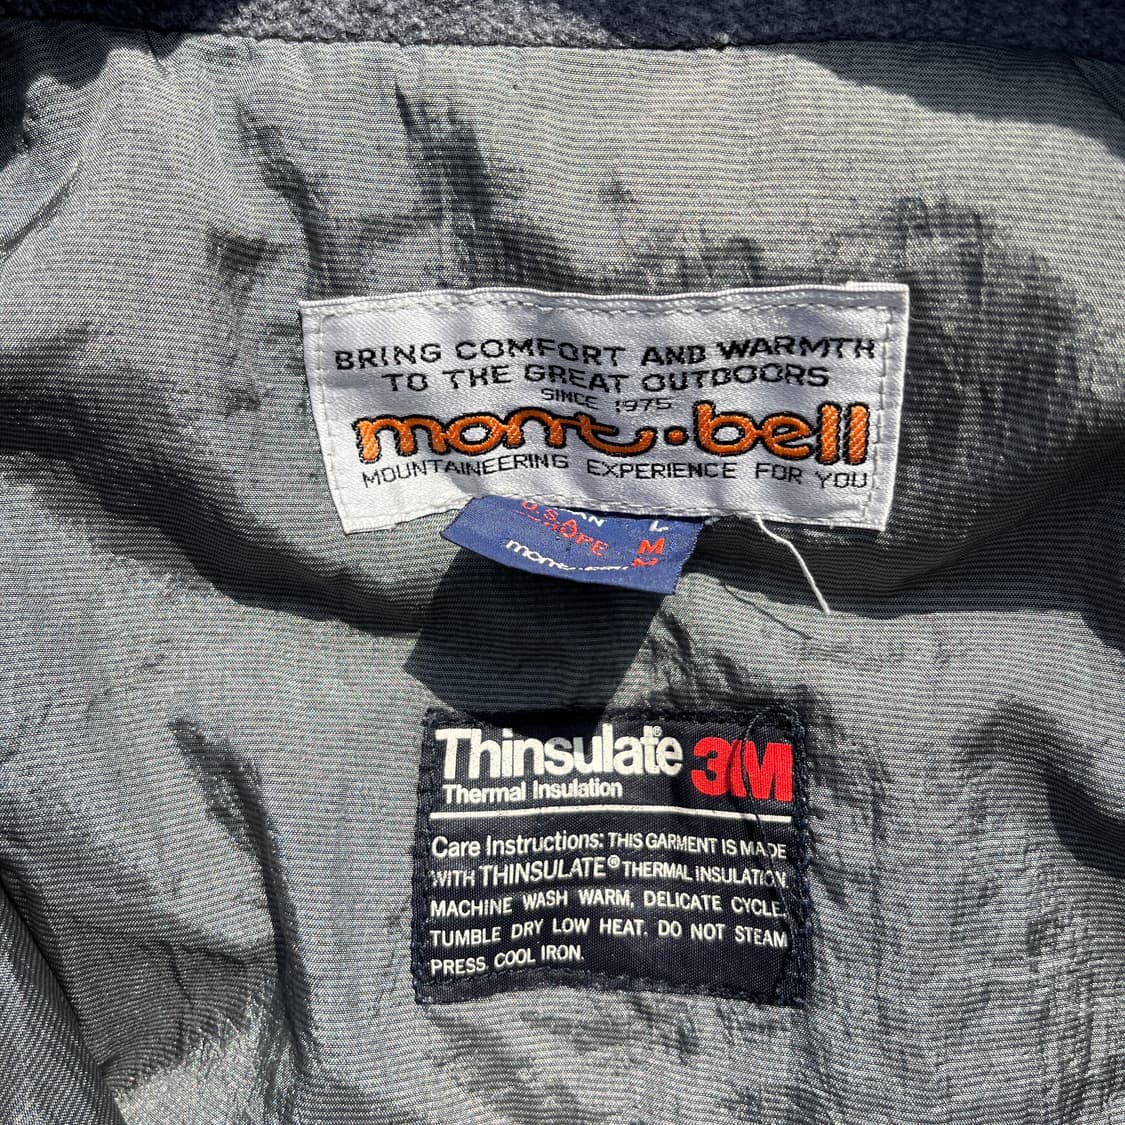 BRING COMFORT AND WARMTH
TO THE GREAT OUTDOORS
SINCE 1975
mont·bell
MOUNTAINEERING EXPERIENCE FOR YOU
L
U.S.A M
M
Thinsulate® 3M
Thermal Insulation
Care Instructions: THIS GARMENT IS MADE
WITH THINSULATE® THERMAL INSULATION
MACHINE WASH WARM, DELICATE CYCLE.
TUMBLE DRY LOW HEAT. DO NOT STEAM
PRESS. COOL IRON.